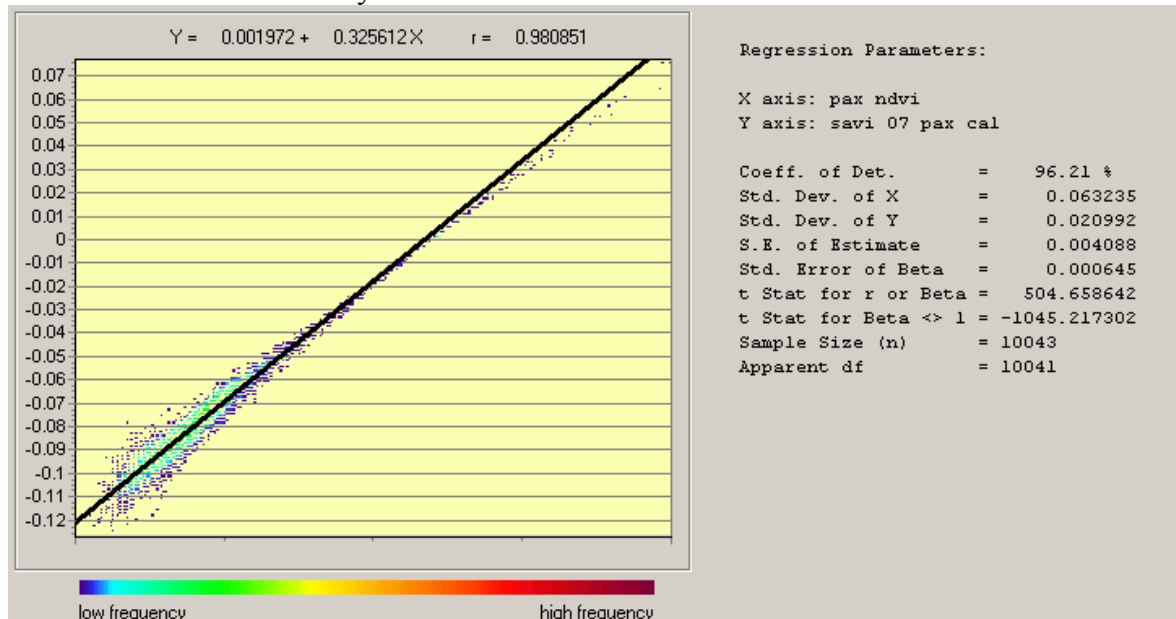 Y = 0.001972 + 0.325612 X r = 0.980851
0.07
0.06
0.05
0.04
0.03
0.02
0.01
0
-0.01
-0.02
-0.03
-0.04
-0.05
-0.06
-0.07
-0.08
-0.09
-0.1
-0.11
-0.12
low frequency high frequency
Regression Parameters:
X axis: pax ndvi
Y axis: savi 07 pax cal
Coeff. of Det. = 96.21 %
Std. Dev. of X = 0.063235
Std. Dev. of Y = 0.020992
S.E. of Estimate = 0.004088
Std. Error of Beta = 0.000645
t Stat for r or Beta = 504.658642
t Stat for Beta <> 1 = -1045.217302
Sample Size (n) = 10043
Apparent df = 10041